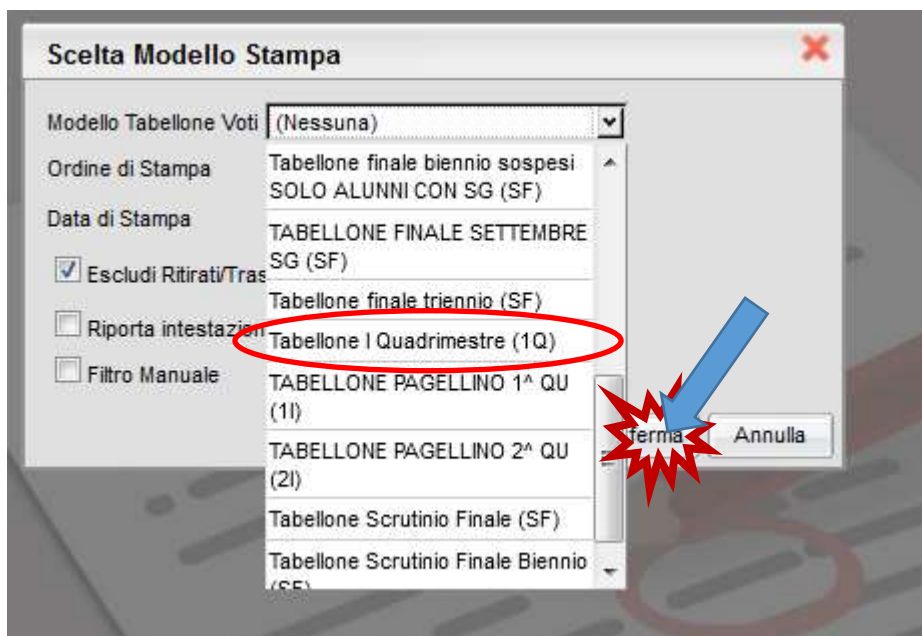 Scelta Modello Stampa
Modello Tabellone Voti
(Nessuna)
Ordine di Stampa
Data di Stampa
Escludi Ritirati/Tras
Riporta intestazion
Filtro Manuale
Tabellone finale biennio sospesi
SOLO ALUNNI CON SG (SF)
TABELLONE FINALE SETTEMBRE
SG (SF)
Tabellone finale triennio (SF)
Tabellone I Quadrimestre (1Q)
TABELLONE PAGELLINO 1^ QU
(1I)
TABELLONE PAGELLINO 2^ QU
(2I)
Tabellone Scrutinio Finale (SF)
Tabellone Scrutinio Finale Biennio
(SF)
ferma
Annulla